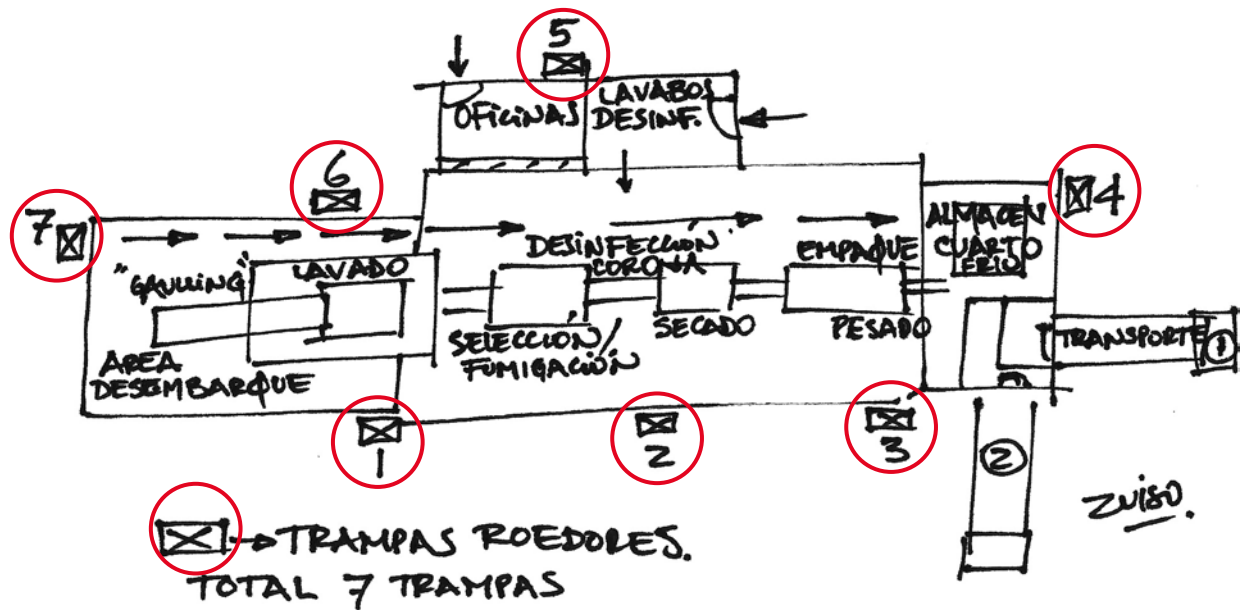 5
OFICINAS
LAVABOS
DESINF.
6
4
7
ALMACEN
CUARTO
FRIO
"GAULLING"
LAVADO
DESINFECCIÓN
CORONA
EMPAQUE
SELECCIÓN/
FUMIGACIÓN
SECADO
PESADO
TRANSPORTE
1
AREA
DESEMBARQUE
1
2
3
2
→ TRAMPAS ROEDORES.
TOTAL 7 TRAMPAS